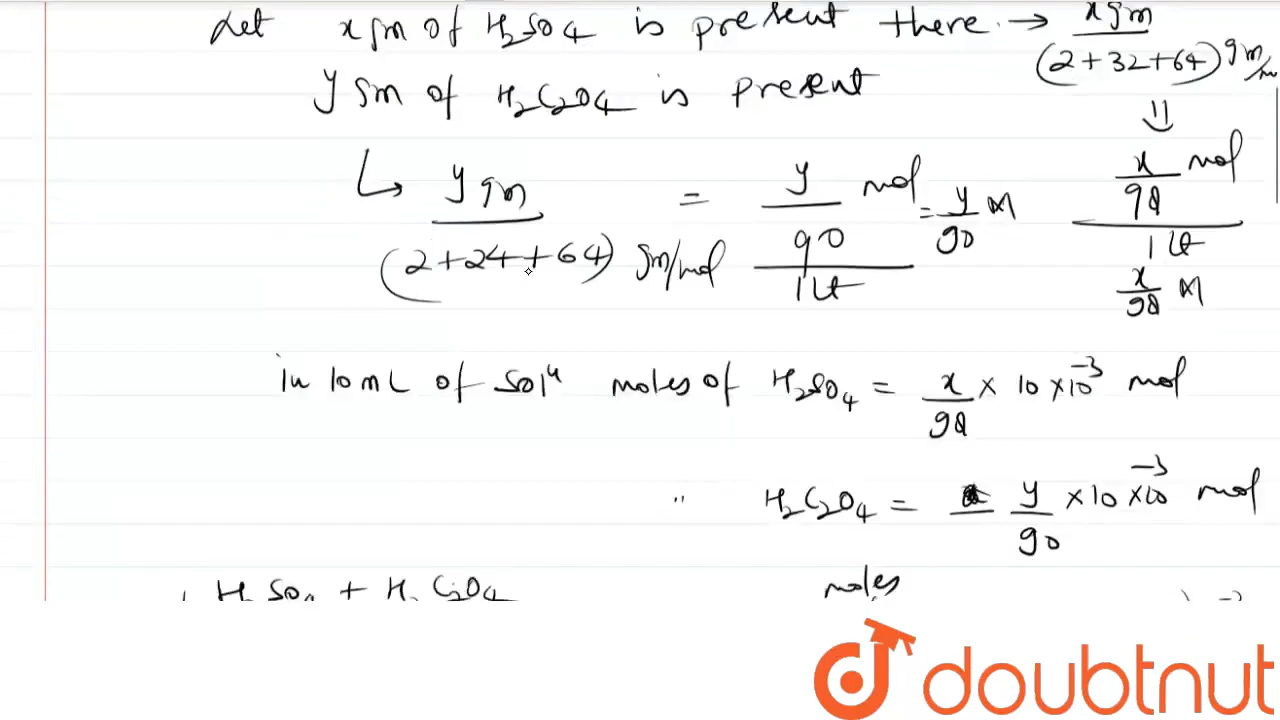 Let x gm of H₂SO₄ is present there → x gm / (2+32+64) gm/
y gm of H₂C₂O₄ is present
↳ y gm / (2+24+64) gm/mol = y/90 mol / 1 Lt = y/90 M
⇓
x/98 mol / 1 Lt
x/98 M
in 10 mL of solⁿ moles of H₂SO₄ = x/98 × 10 × 10⁻³ mol
" H₂C₂O₄ = y/90 × 10 × 10⁻³ mol
H₂SO₄ + H₂C₂O₄ moles
doubtnut